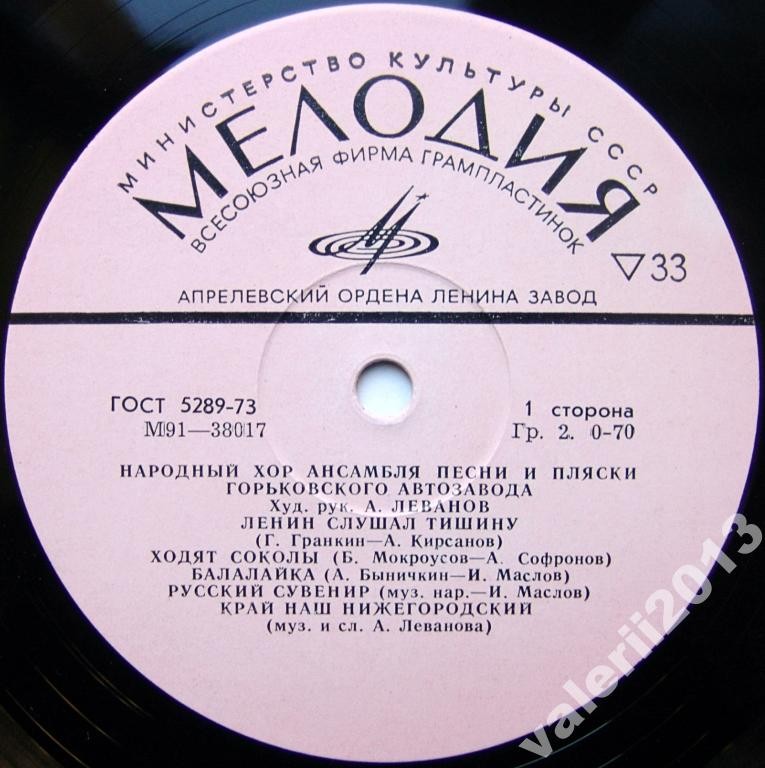 МИНИСТЕРСТВО КУЛЬТУРЫ СССР
МЕЛОДИЯ
ВСЕСОЮЗНАЯ ФИРМА ГРАМПЛАСТИНОК
▽33
АПРЕЛЕВСКИЙ ОРДЕНА ЛЕНИНА ЗАВОД
ГОСТ 5289-73 1 сторона
М91—38017 Гр. 2. 0-70
НАРОДНЫЙ ХОР АНСАМБЛЯ ПЕСНИ И ПЛЯСКИ
ГОРЬКОВСКОГО АВТОЗАВОДА
Худ. рук. А. ЛЕВАНОВ
ЛЕНИН СЛУШАЛ ТИШИНУ
(Г. Гранкин—А. Кирсанов)
ХОДЯТ СОКОЛЫ (Б. Мокроусов—А. Софронов)
БАЛАЛАЙКА (А. Быничкин—И. Маслов)
РУССКИЙ СУВЕНИР (муз. нар.—И. Маслов)
КРАЙ НАШ НИЖЕГОРОДСКИЙ
(муз. и сл. А. Леванова)
valerii2013